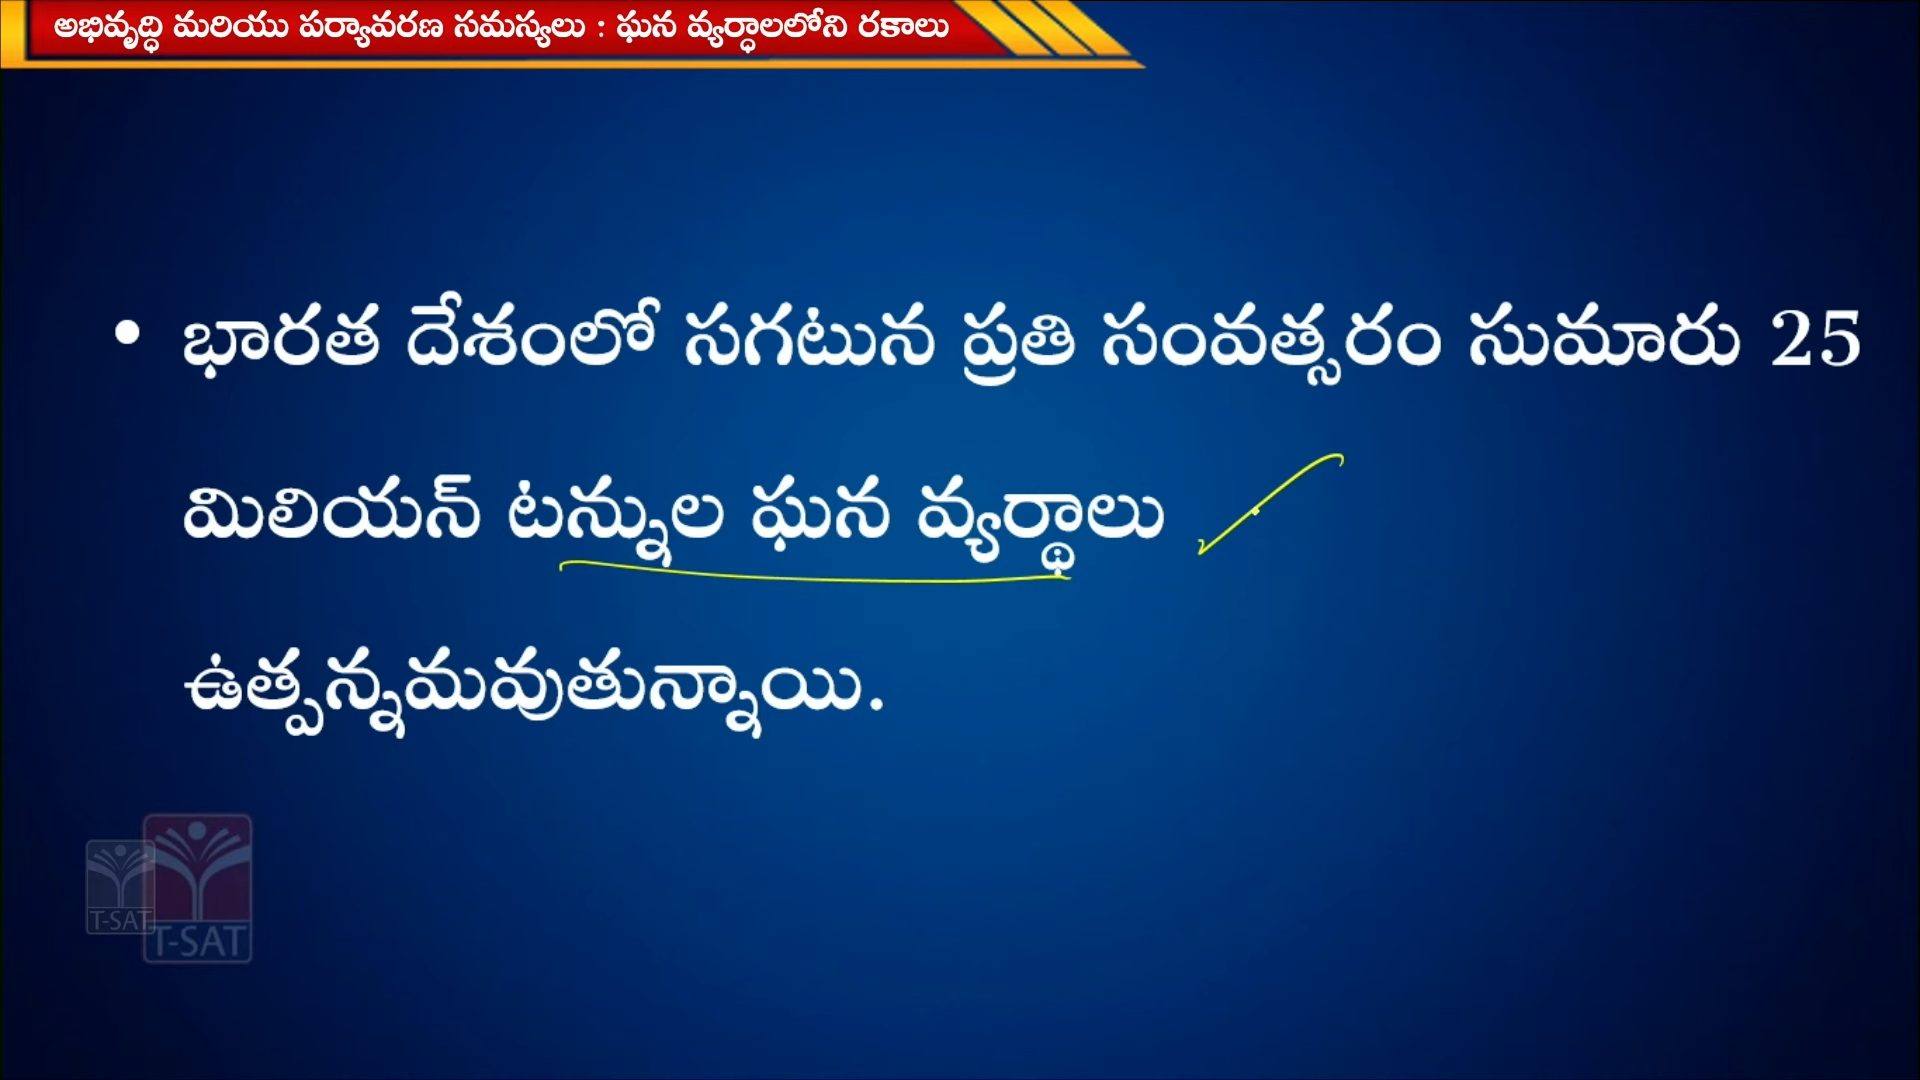 అభివృద్ధి మరియు పర్యావరణ సమస్యలు : ఘన వ్యర్ధాలలోని రకాలు
• భారత దేశంలో సగటున ప్రతి సంవత్సరం సుమారు 25
మిలియన్ టన్నుల ఘన వ్యర్థాలు
ఉత్పన్నమవుతున్నాయి.
T-SAT
T-SAT